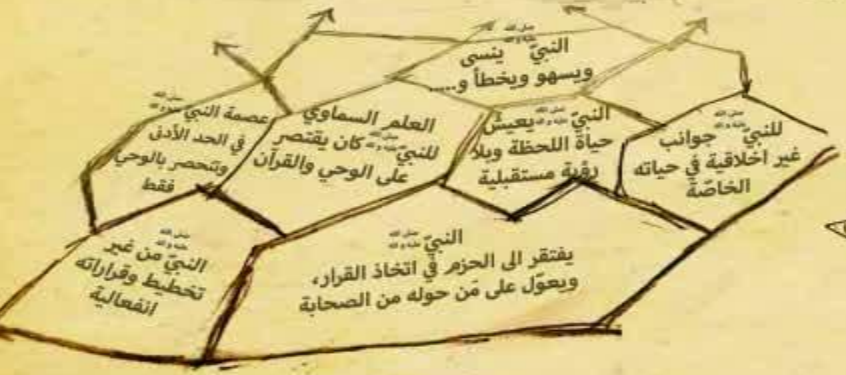 النبيّ ﷺ ينسى
ويسهو ويخطأ و.....
للنبيّ ﷺ جوانب
غير اخلاقية في حياته
الخاصّة
النبيّ ﷺ يعيش
حياة اللحظة وبلا
رؤية مستقبلية
العلم السماوي
للنبيّ ﷺ كان يقتصر
على الوحي والقرآن
عصمة النبيّ ﷺ
في الحد الأدنى
وتنحصر بالوحي
فقط
النبيّ ﷺ
يفتقر الى الحزم في اتخاذ القرار،
ويعوّل على مَن حوله من الصحابة
النبيّ ﷺ من غير
تخطيط وقراراته
انفعالية